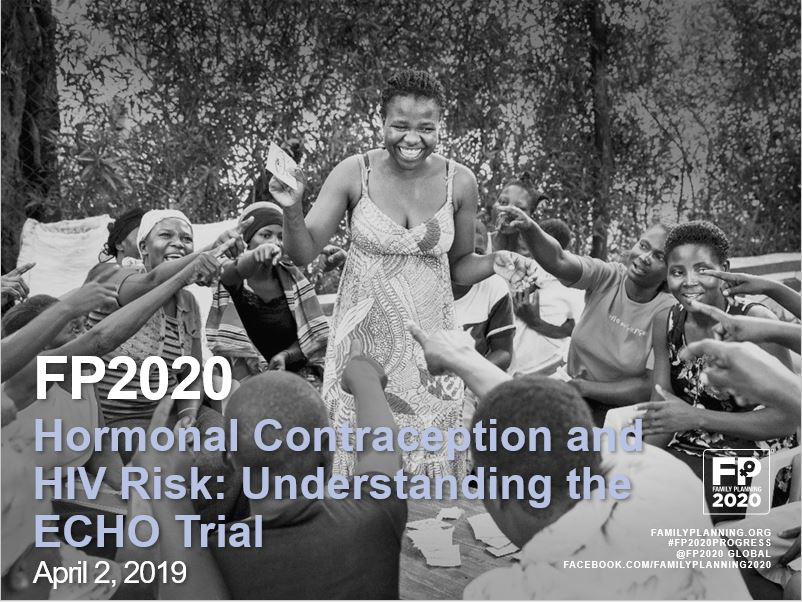 FP2020
Hormonal Contraception and
HIV Risk: Understanding the
ECHO Trial
April 2, 2019
FP
FAMILY PLANNING
2020
FAMILYPLANNING.ORG
#FP2020PROGRESS
@FP2020 GLOBAL
FACEBOOK.COM/FAMILYPLANNING2020